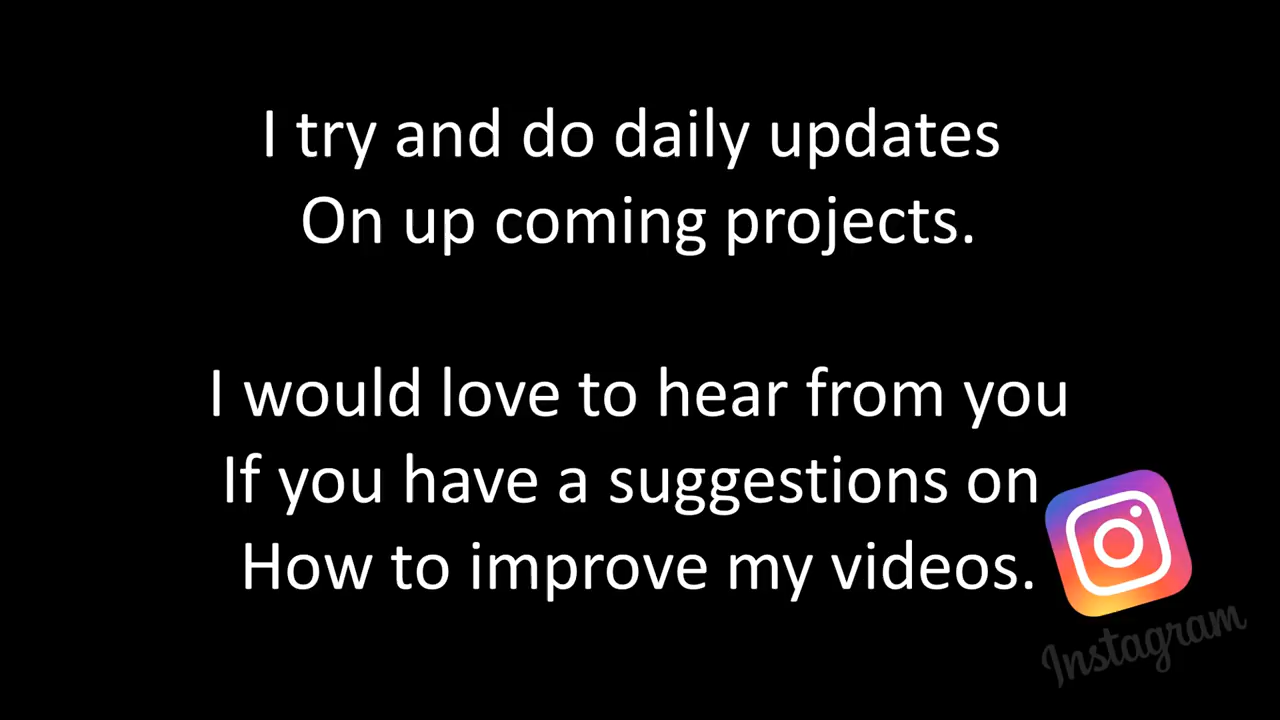 I try and do daily updates
On up coming projects.
I would love to hear from you
If you have a suggestions on
How to improve my videos.
Instagram